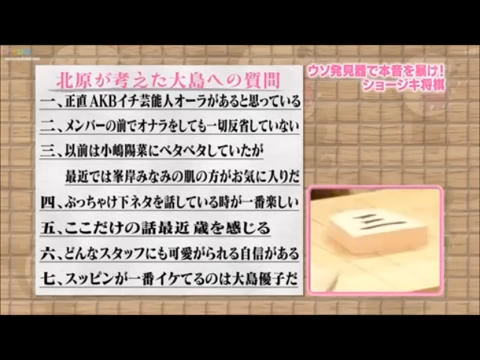 北原が考えた大島への質問
一、正直AKBイチ芸能人オーラがあると思っている
二、メンバーの前でオナラをしても一切反省していない
三、以前は小嶋陽菜にベタベタしていたが
最近では峯岸みなみの肌の方がお気に入りだ
四、ぶっちゃけ下ネタを話している時が一番楽しい
五、ここだけの話最近 歳を感じる
六、どんなスタッフにも可愛がられる自信がある
七、スッピンが一番イケてるのは大島優子だ
ウソ発見器で本音を暴け!
ショージキ将棋
三